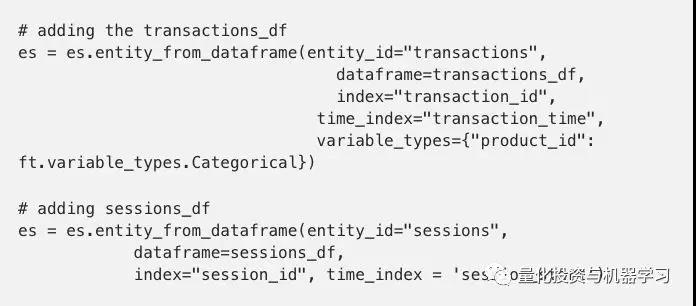 # adding the transactions_df
es = es.entity_from_dataframe(entity_id="transactions",
dataframe=transactions_df,
index="transaction_id",
time_index="transaction_time",
variable_types={"product_id":
ft.variable_types.Categorical})
# adding sessions_df
es = es.entity_from_dataframe(entity_id="sessions",
dataframe=sessions_df,
index="session_id", time_index =
量化投资与机器学习